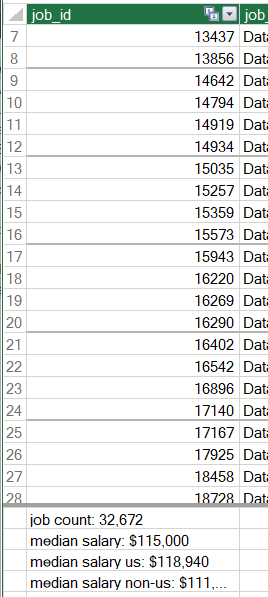 job_id job_
7 13437 Data
8 13856 Data
9 14642 Data
10 14794 Data
11 14919 Data
12 14934 Data
13 15035 Data
14 15257 Data
15 15359 Data
16 15573 Data
17 15943 Data
18 16220 Data
19 16269 Data
20 16290 Data
21 16402 Data
22 16542 Data
23 16896 Data
24 17140 Data
25 17167 Data
26 17925 Data
27 18458 Data
28 18728 Data
job count: 32,672
median salary: $115,000
median salary us: $118,940
median salary non-us: $111,...